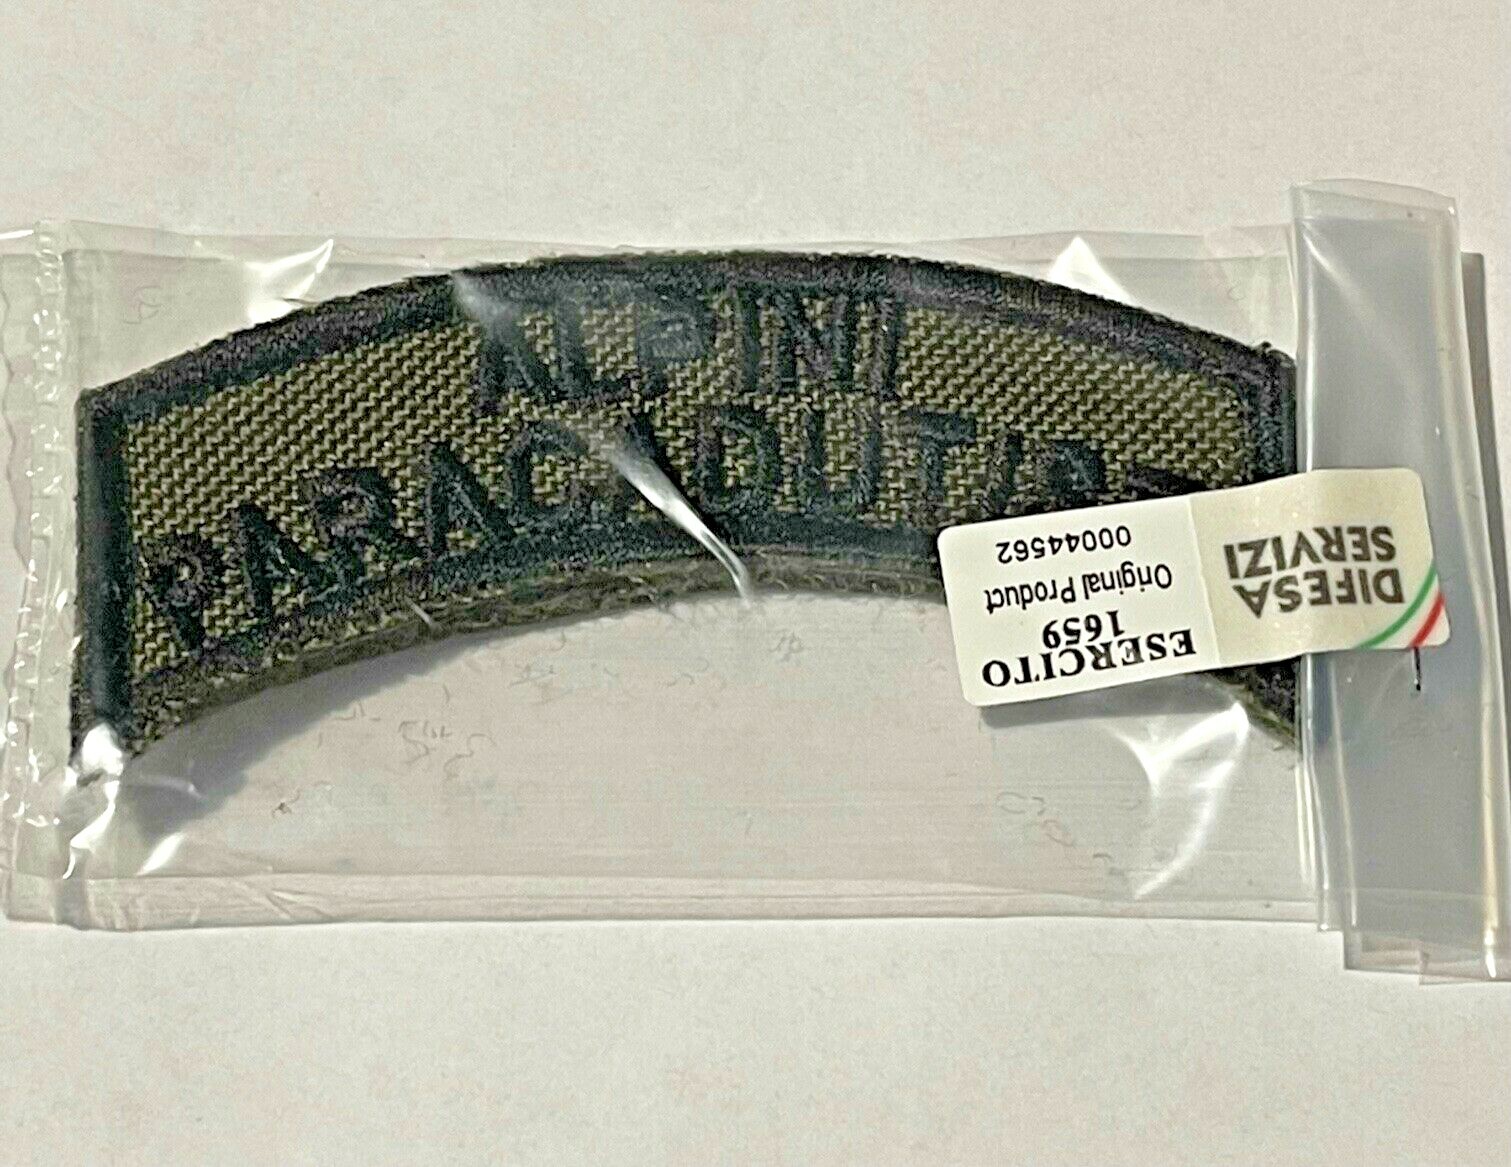 ALPINI
PARACADUTISTI
ESERCITO
1659
Original Product
00044562
DIFESA
SERVIZI